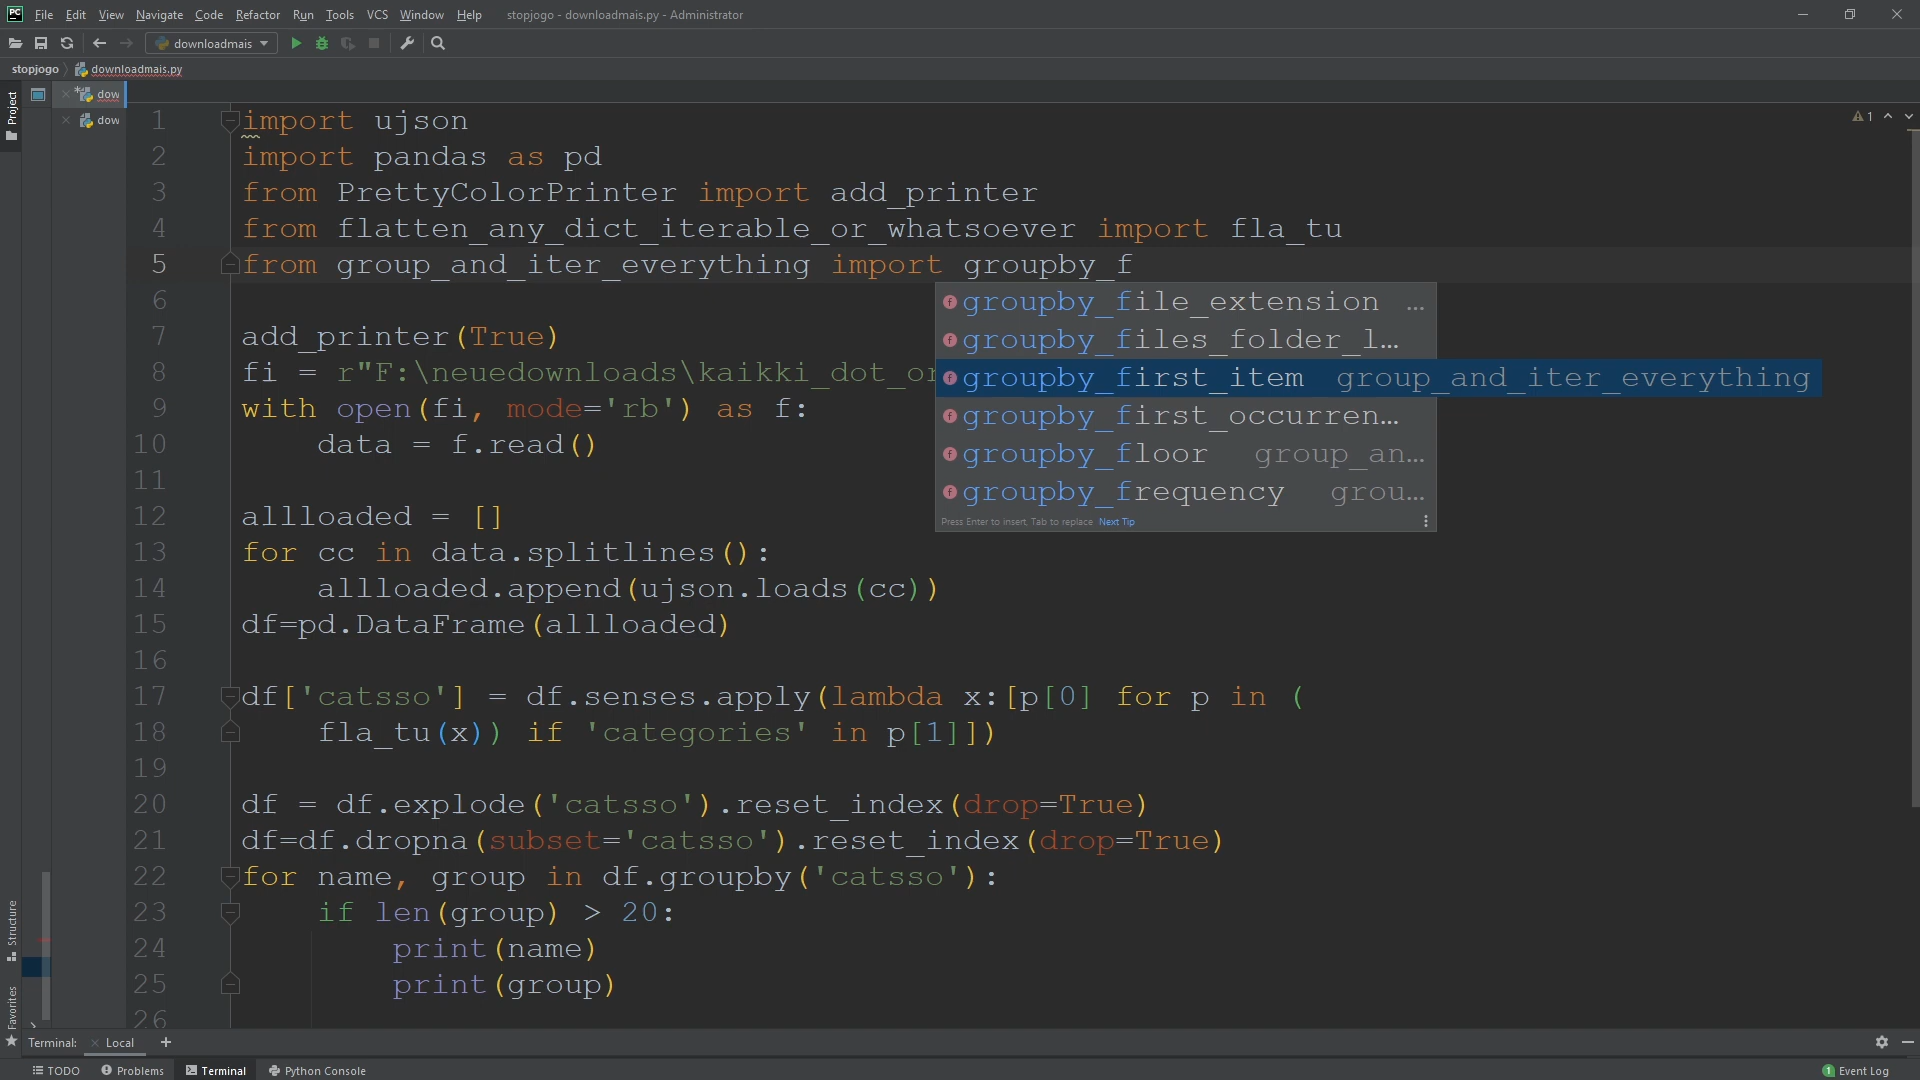 PC File Edit View Navigate Code Refactor Run Tools VCS Window Help stopjogo - downloadmais.py - Administrator
downloadmais
stopjogo downloadmais.py
Project
* dow
dow
1 import ujson
2 import pandas as pd
3 from PrettyColorPrinter import add_printer
4 from flatten_any_dict_iterable_or_whatsoever import fla_tu
5 from group_and_iter_everything import groupby_f
6
7 add_printer(True)
8 fi = r"F:\neuedownloads\kaikki_dot_or
9 with open(fi, mode='rb') as f:
10 data = f.read()
11
12 allloaded = []
13 for cc in data.splitlines():
14 allloaded.append(ujson.loads(cc))
15 df=pd.DataFrame(allloaded)
16
17 df['catsso'] = df.senses.apply(lambda x:[p[0] for p in (
18 fla_tu(x)) if 'categories' in p[1]])
19
20 df = df.explode('catsso').reset_index(drop=True)
21 df=df.dropna(subset='catsso').reset_index(drop=True)
22 for name, group in df.groupby('catsso'):
23 if len(group) > 20:
24 print(name)
25 print(group)
26
1
f groupby_file_extension ...
f groupby_files_folder_l...
f groupby_first_item group_and_iter_everything
f groupby_first_occurren...
f groupby_floor group_an...
f groupby_frequency grou...
Press Enter to insert, Tab to replace Next Tip
Structure
Favorites
Terminal: Local +
TODO Problems Terminal Python Console 1 Event Log